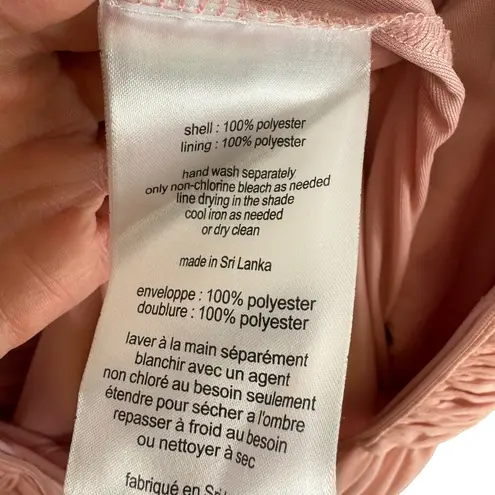 shell : 100% polyester
lining : 100% polyester
hand wash separately
only non-chlorine bleach as needed
line drying in the shade
cool iron as needed
or dry clean
made in Sri Lanka
enveloppe : 100% polyester
doublure : 100% polyester
laver à la main séparément
blanchir avec un agent
non chloré au besoin seulement
étendre pour sécher a l'ombre
repasser à froid au besoin
ou nettoyer à sec
fabriqué en Sri